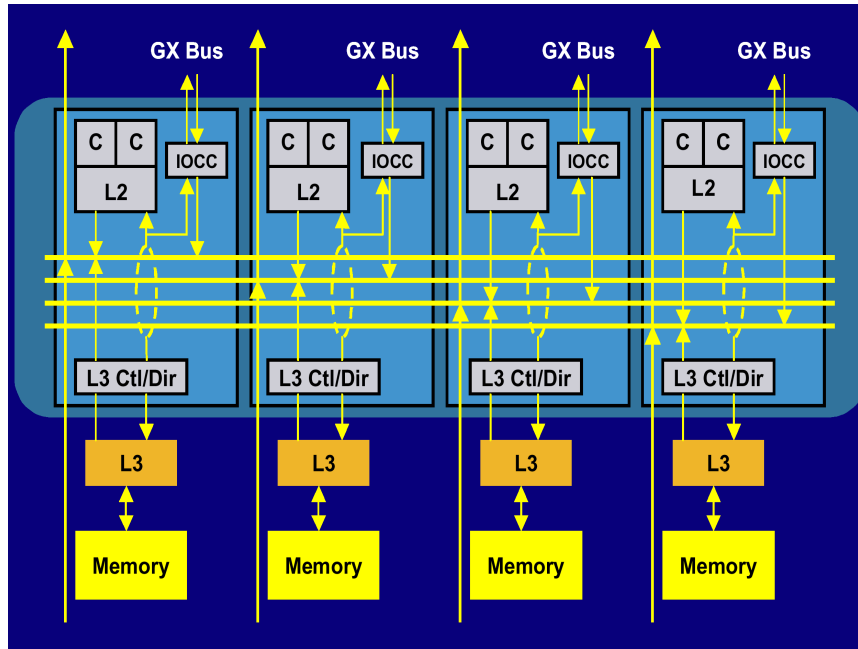 GX Bus GX Bus GX Bus GX Bus
C C IOCC C C IOCC C C IOCC C C IOCC
L2 L2 L2 L2
L3 Ctl/Dir L3 Ctl/Dir L3 Ctl/Dir L3 Ctl/Dir
L3 L3 L3 L3
Memory Memory Memory Memory